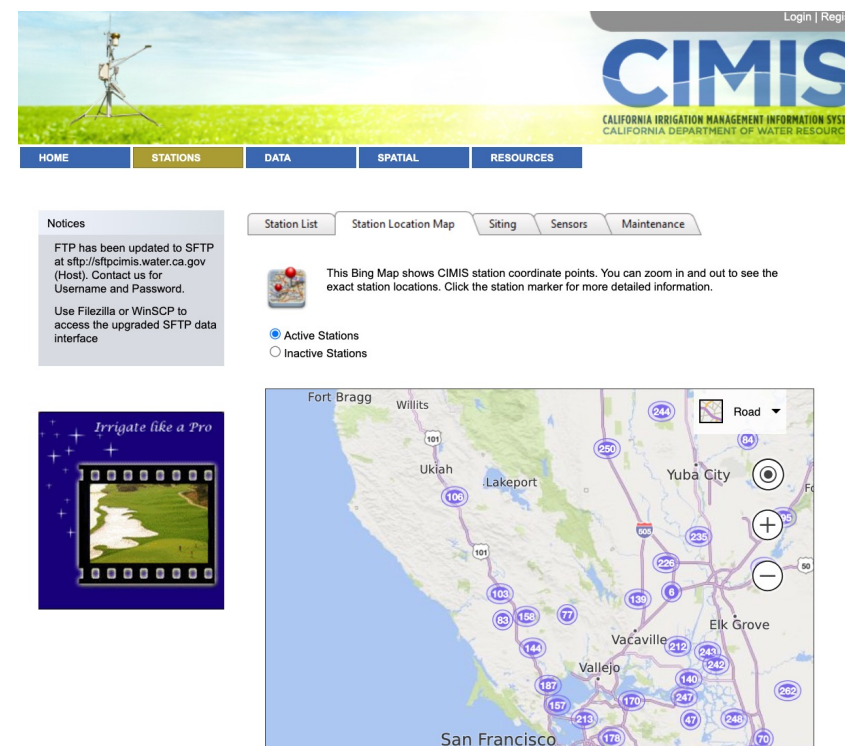 Login | Regi
CIMIS
CALIFORNIA IRRIGATION MANAGEMENT INFORMATION SYST
CALIFORNIA DEPARTMENT OF WATER RESOURC
HOME STATIONS DATA SPATIAL RESOURCES
Notices
FTP has been updated to SFTP
at sftp://sftpcimis.water.ca.gov
(Host). Contact us for
Username and Password.
Use Filezilla or WinSCP to
access the upgraded SFTP data
interface
Irrigate like a Pro
Station List Station Location Map Siting Sensors Maintenance
This Bing Map shows CIMIS station coordinate points. You can zoom in and out to see the
exact station locations. Click the station marker for more detailed information.
Active Stations
Inactive Stations
Fort Bragg
Willits
244
Road
101
84
250
Ukiah
Yuba City
Lakeport
106
Fo
95
505
235
101
226
50
103
139
6
83
158
77
Elk Grove
Vacaville
212
144
243
242
Vallejo
140
187
262
247
170
157
213
47
248
San Francisco
178
70